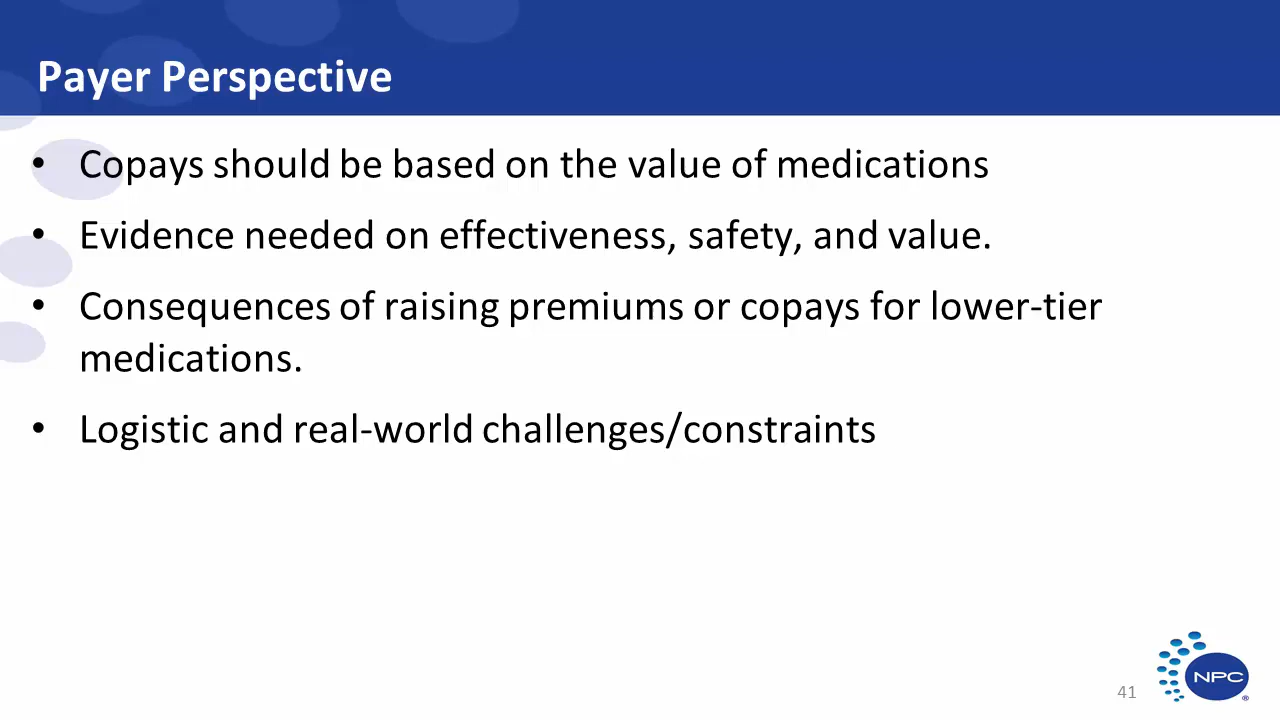 Payer Perspective
• Copays should be based on the value of medications
• Evidence needed on effectiveness, safety, and value.
• Consequences of raising premiums or copays for lower-tier
medications.
• Logistic and real-world challenges/constraints
41
NPC
®